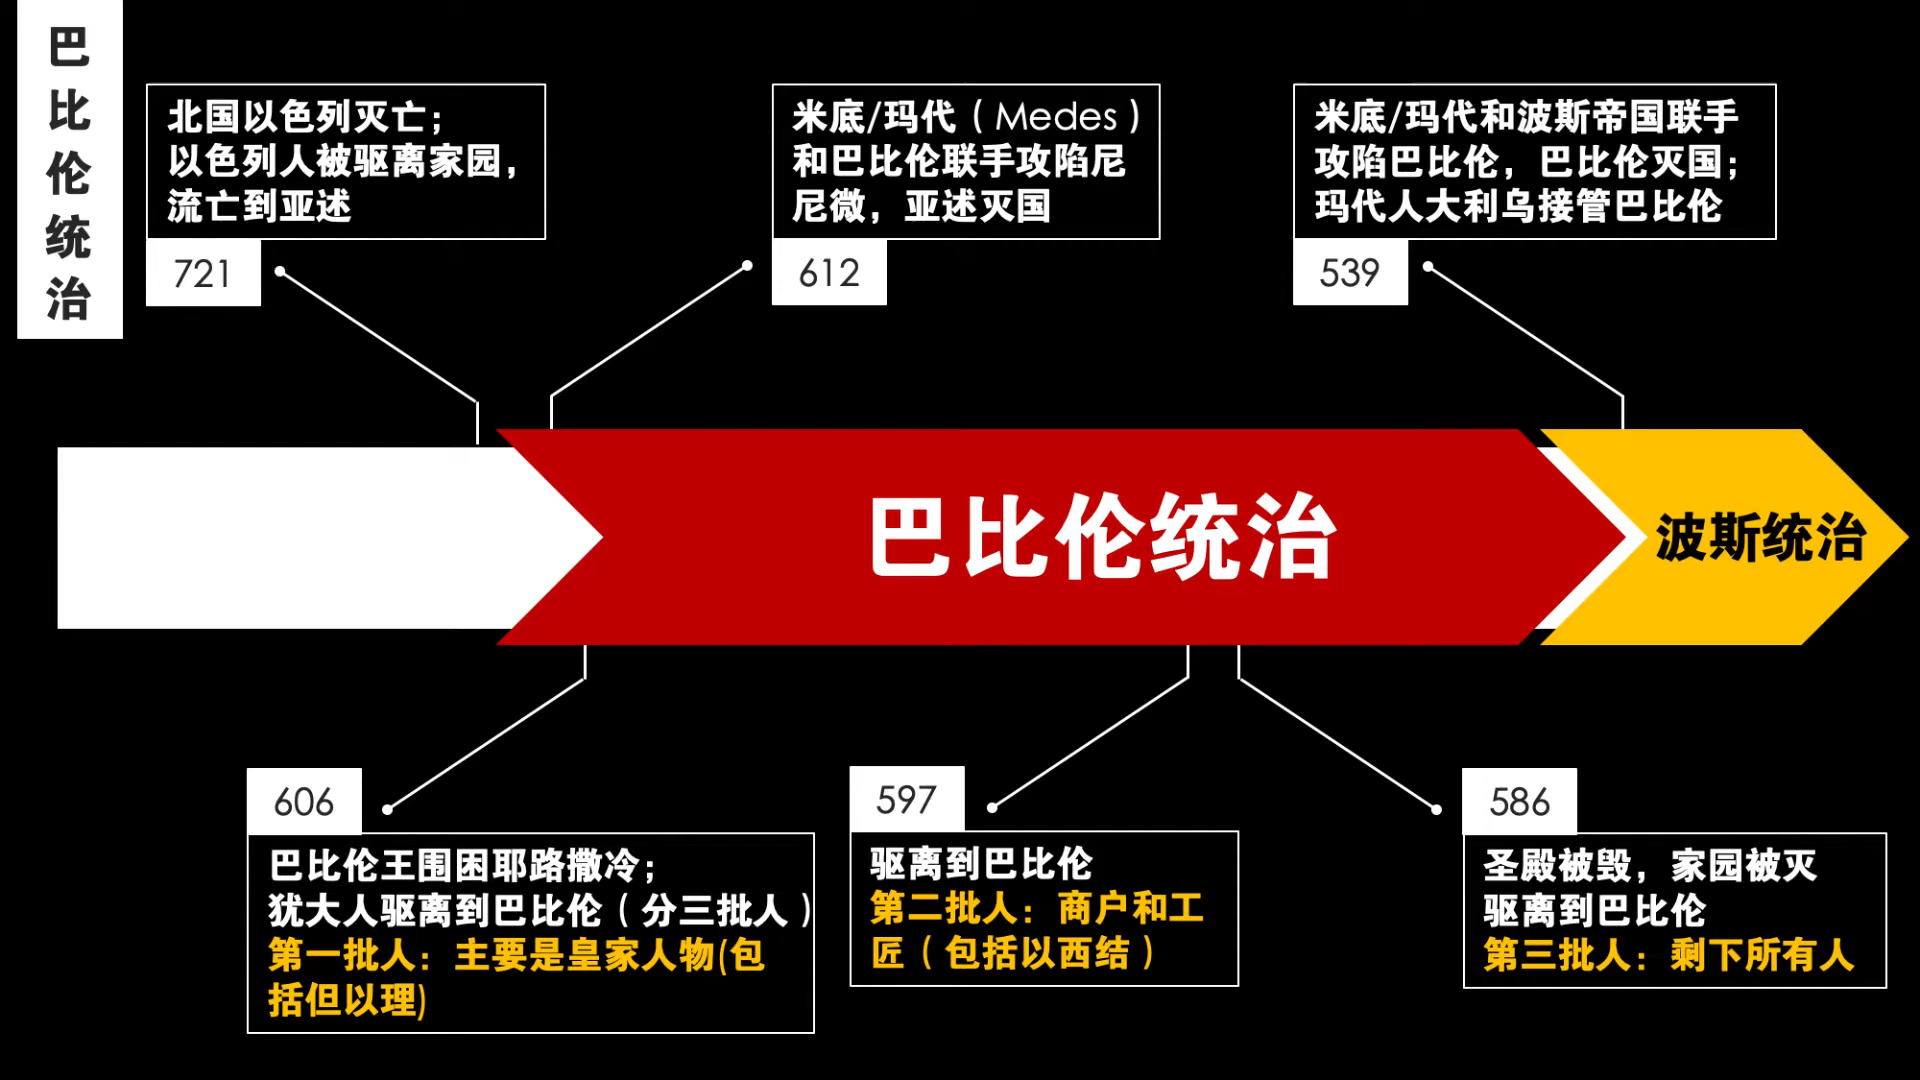 巴比伦统治
北国以色列灭亡；
以色列人被驱离家园，
流亡到亚述
721
米底/玛代（Medes）
和巴比伦联手攻陷尼
尼微，亚述灭国
612
米底/玛代和波斯帝国联手
攻陷巴比伦，巴比伦灭国；
玛代人大利乌接管巴比伦
539
巴比伦统治
波斯统治
606
巴比伦王围困耶路撒冷；
犹大人驱离到巴比伦（分三批人）
第一批人：主要是皇家人物(包
括但以理)
597
驱离到巴比伦
第二批人：商户和工
匠（包括以西结）
586
圣殿被毁，家园被灭
驱离到巴比伦
第三批人：剩下所有人